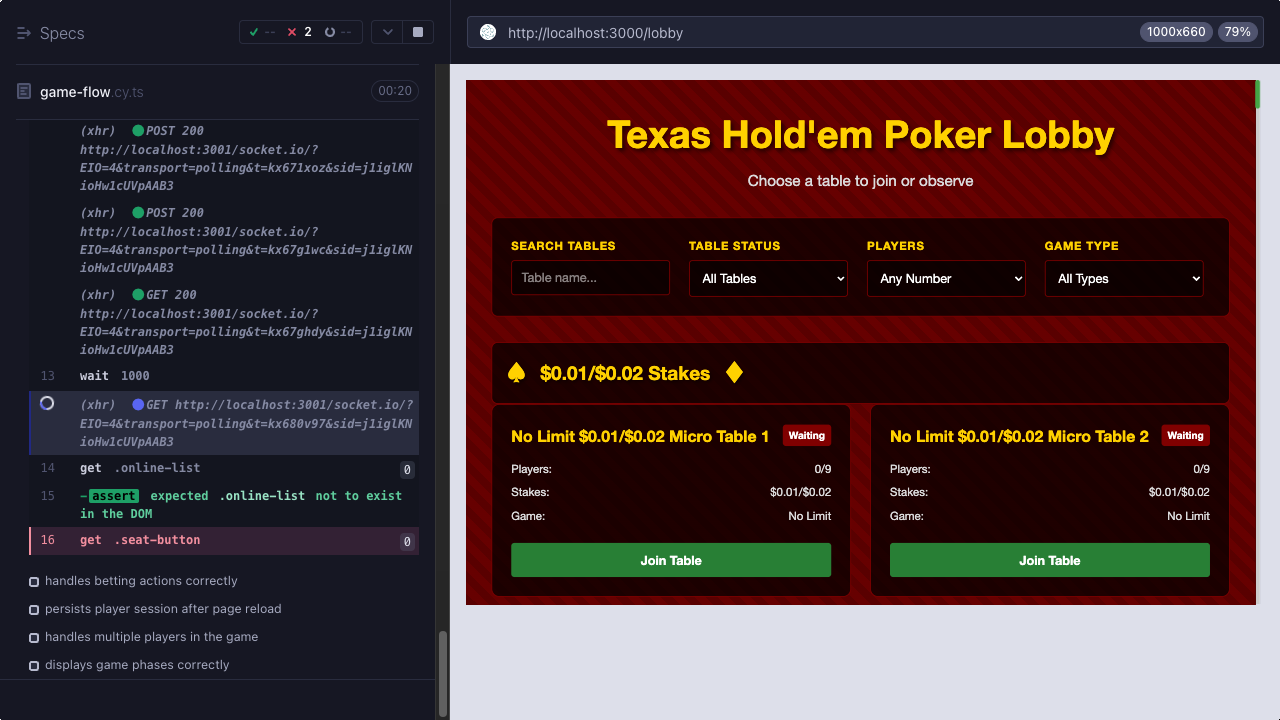 Specs
--
2
--
http://localhost:3000/lobby
1000x660
79%
game-flow.cy.ts
00:20
(xhr) POST 200
http://localhost:3001/socket.io/?
EIO=4&transport=polling&t=kx671xoz&sid=j1iglKN
ioHw1cUVpAAB3
(xhr) POST 200
http://localhost:3001/socket.io/?
EIO=4&transport=polling&t=kx67g1wc&sid=j1iglKN
ioHw1cUVpAAB3
(xhr) GET 200
http://localhost:3001/socket.io/?
EIO=4&transport=polling&t=kx67ghdy&sid=j1iglKN
ioHw1cUVpAAB3
13 wait 1000
(xhr) GET http://localhost:3001/socket.io/?
EIO=4&transport=polling&t=kx680v97&sid=j1iglKN
ioHw1cUVpAAB3
14 get .online-list 0
15 -assert expected .online-list not to exist
in the DOM
16 get .seat-button 0
handles betting actions correctly
persists player session after page reload
handles multiple players in the game
displays game phases correctly
Texas Hold'em Poker Lobby
Choose a table to join or observe
SEARCH TABLES
Table name...
TABLE STATUS
All Tables
PLAYERS
Any Number
GAME TYPE
All Types
♠ $0.01/$0.02 Stakes ♦
No Limit $0.01/$0.02 Micro Table 1
Waiting
Players: 0/9
Stakes: $0.01/$0.02
Game: No Limit
Join Table
No Limit $0.01/$0.02 Micro Table 2
Waiting
Players: 0/9
Stakes: $0.01/$0.02
Game: No Limit
Join Table